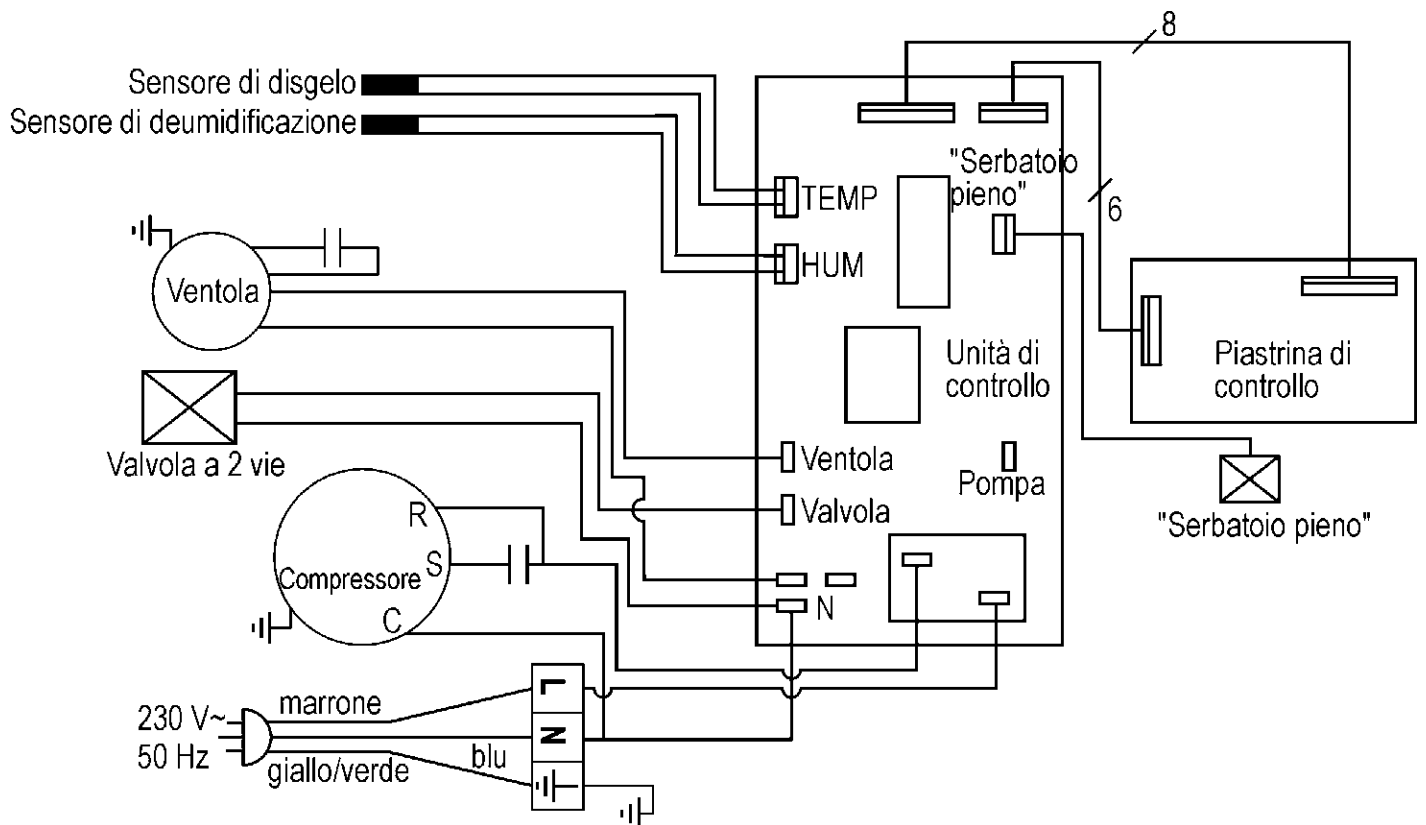 8
Sensore di disgelo
Sensore di deumidificazione
"Serbatoio
pieno"
TEMP
6
HUM
Ventola
Unità di
controllo
Piastrina di
controllo
Valvola a 2 vie
Ventola
Pompa
Valvola
"Serbatoio pieno"
R
S
Compressore
C
N
L
marrone
230 V~
N
50 Hz
blu
giallo/verde